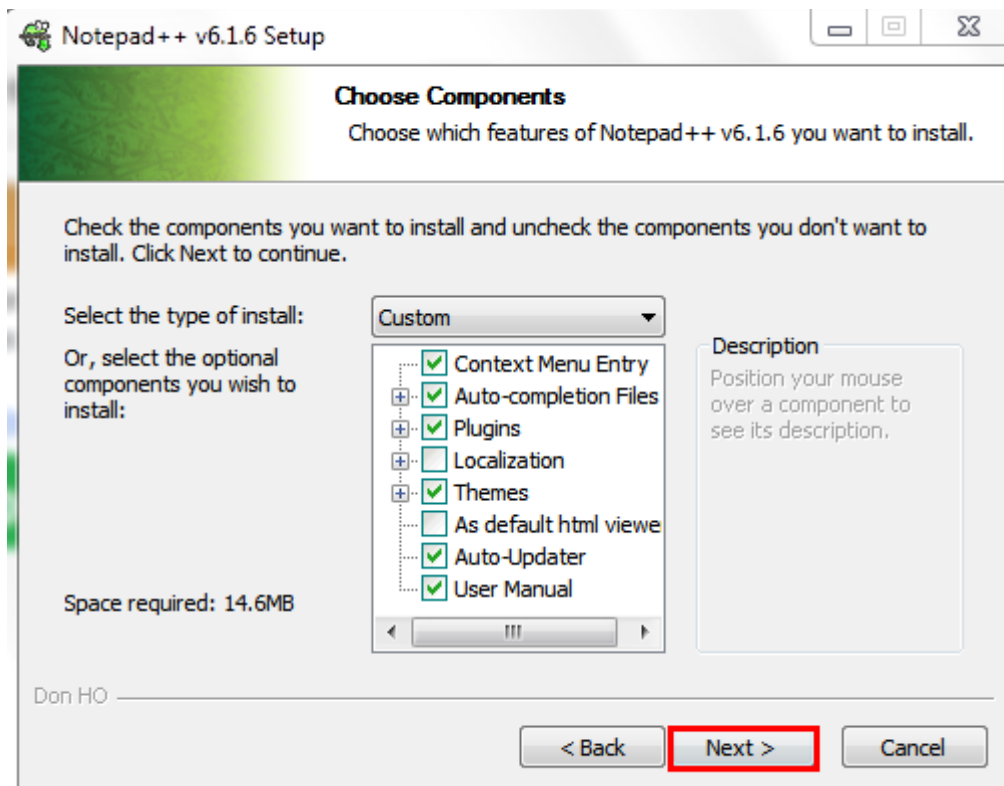 Notepad++ v6.1.6 Setup
Choose Components
Choose which features of Notepad++ v6.1.6 you want to install.
Check the components you want to install and uncheck the components you don't want to
install. Click Next to continue.
Select the type of install:
Custom
Or, select the optional
components you wish to
install:
Context Menu Entry
Auto-completion Files
Plugins
Localization
Themes
As default html viewe
Auto-Updater
User Manual
Description
Position your mouse
over a component to
see its description.
Space required: 14.6MB
Don HO
< Back Next > Cancel